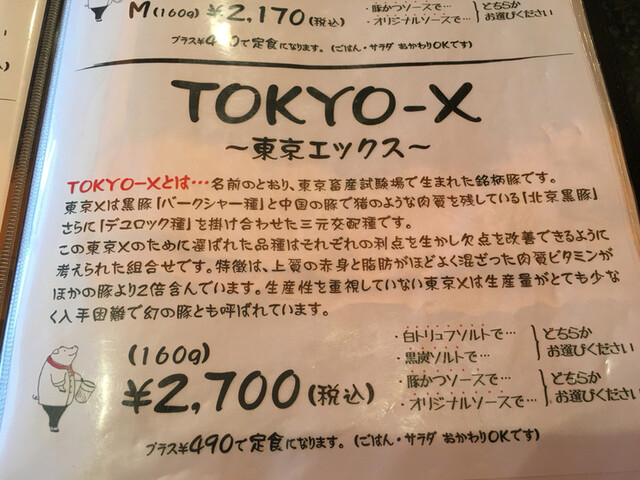 M(160g) ¥2,170(税込)
・豚かつソースで…
・オリジナルソースで…
どちらか
お選びください
プラス¥490で定食になります。(ごはん・サラダ おかわりOKです)
TOKYO-X
～東京エックス～
TOKYO-Xとは…名前のとおり、東京畜産試験場で生まれた銘柄豚です。
東京Xは黒豚「バークシャー種」と中国の豚で猪のような肉質を残している「北京黒豚」
さらに「デュロック種」を掛け合わせた三元交配種です。
この東京Xのために選ばれた品種はそれぞれの利点を生かし欠点を改善できるように
考えられた組合せです。特徴は、上質の赤身と脂肪がほどよく混ざった肉質ビタミンが
ほかの豚より2倍含んでいます。生産性を重視していない東京Xは生産量がとても少な
く入手困難で幻の豚とも呼ばれています。
(160g)
¥2,700(税込)
・白トリュフソルトで…
・黒炭ソルトで…
どちらか
お選びください
・豚かつソースで…
・オリジナルソースで…
どちらか
お選びください
プラス¥490で定食になります。(ごはん・サラダ おかわりOKです)